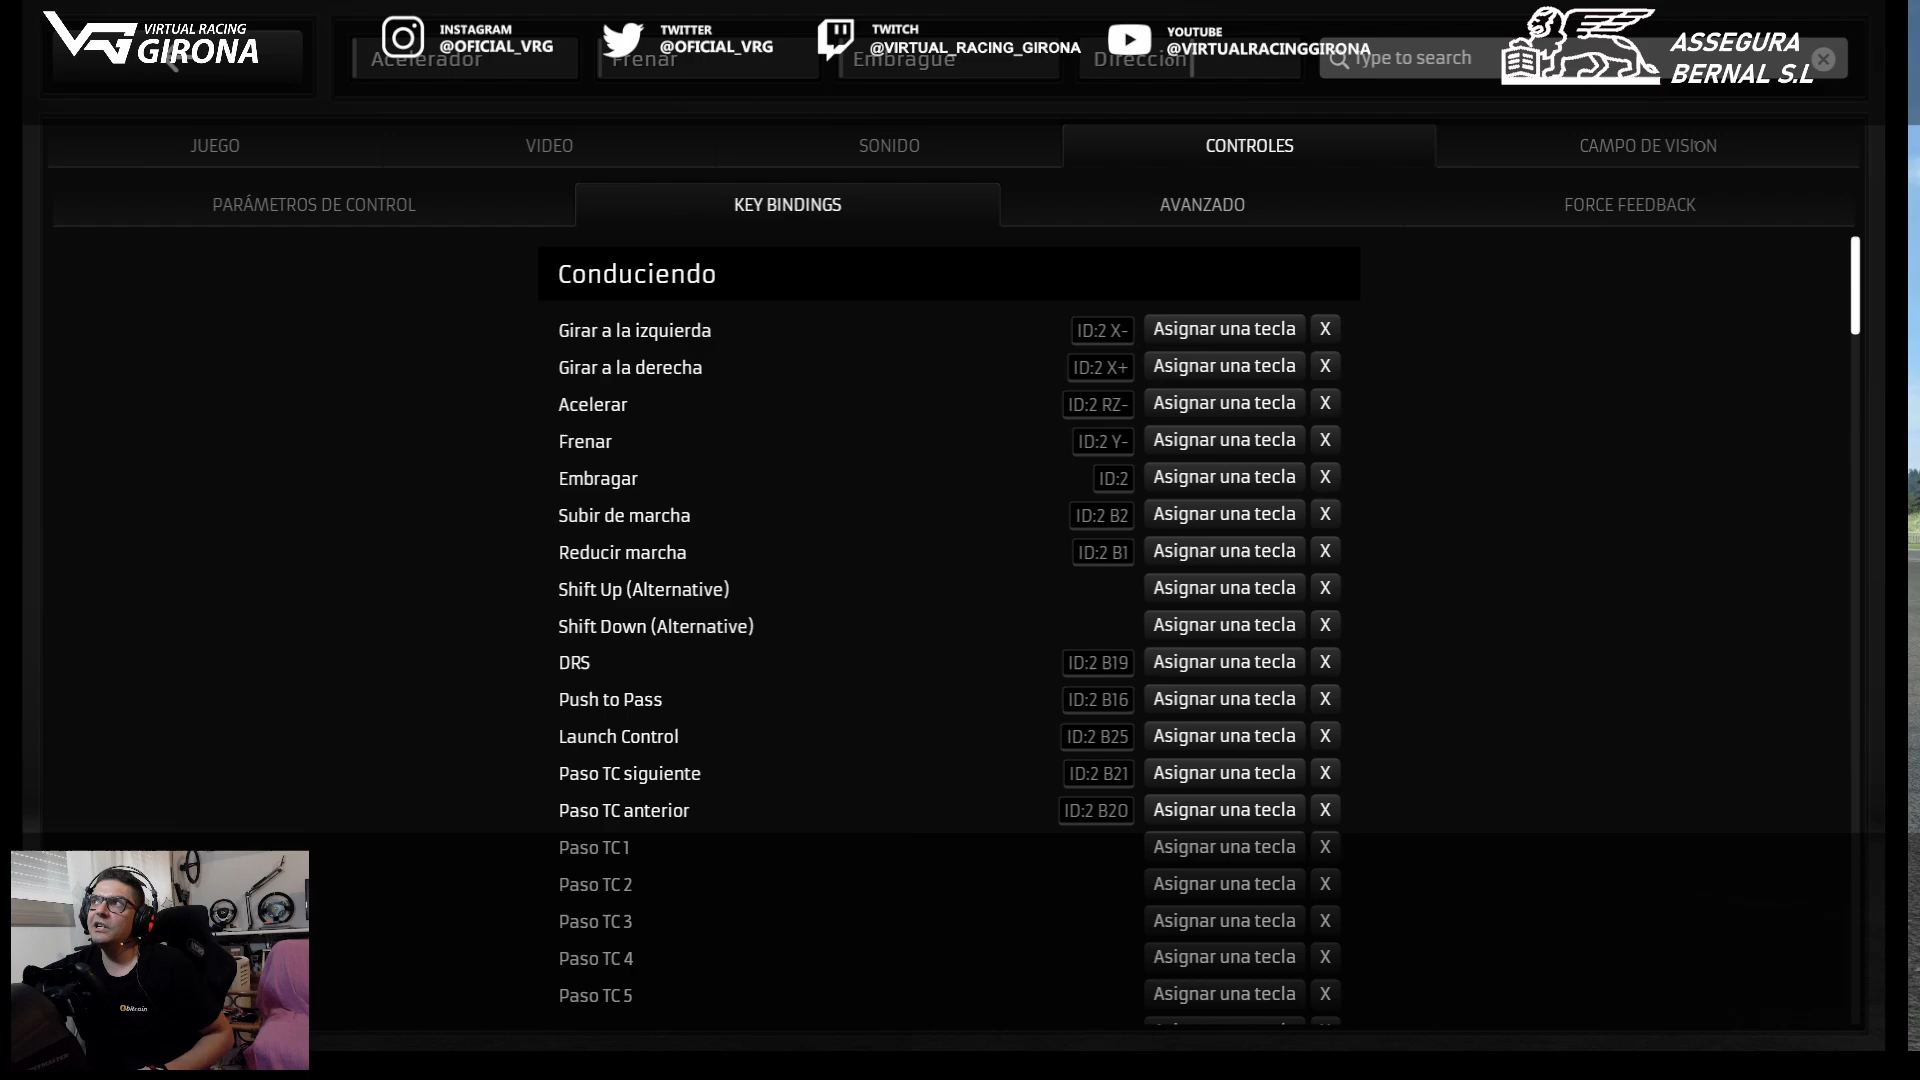 VIRTUAL RACING
GIRONA
INSTAGRAM
@OFICIAL_VRG
TWITTER
@OFICIAL_VRG
TWITCH
@VIRTUAL_RACING_GIRONA
YOUTUBE
@VIRTUALRACINGGIRONA
ASSEGURA
BERNAL S.L
Acelerador
Frenar
Embrague
Dirección
Type to search
JUEGO
VIDEO
SONIDO
CONTROLES
CAMPO DE VISIÓN
PARÁMETROS DE CONTROL
KEY BINDINGS
AVANZADO
FORCE FEEDBACK
Conduciendo
Girar a la izquierda ID:2 X- Asignar una tecla X
Girar a la derecha ID:2 X+ Asignar una tecla X
Acelerar ID:2 RZ- Asignar una tecla X
Frenar ID:2 Y- Asignar una tecla X
Embragar ID:2 Asignar una tecla X
Subir de marcha ID:2 B2 Asignar una tecla X
Reducir marcha ID:2 B1 Asignar una tecla X
Shift Up (Alternative) Asignar una tecla X
Shift Down (Alternative) Asignar una tecla X
DRS ID:2 B19 Asignar una tecla X
Push to Pass ID:2 B16 Asignar una tecla X
Launch Control ID:2 B25 Asignar una tecla X
Paso TC siguiente ID:2 B21 Asignar una tecla X
Paso TC anterior ID:2 B20 Asignar una tecla X
Paso TC 1 Asignar una tecla X
Paso TC 2 Asignar una tecla X
Paso TC 3 Asignar una tecla X
Paso TC 4 Asignar una tecla X
Paso TC 5 Asignar una tecla X
bitcoin